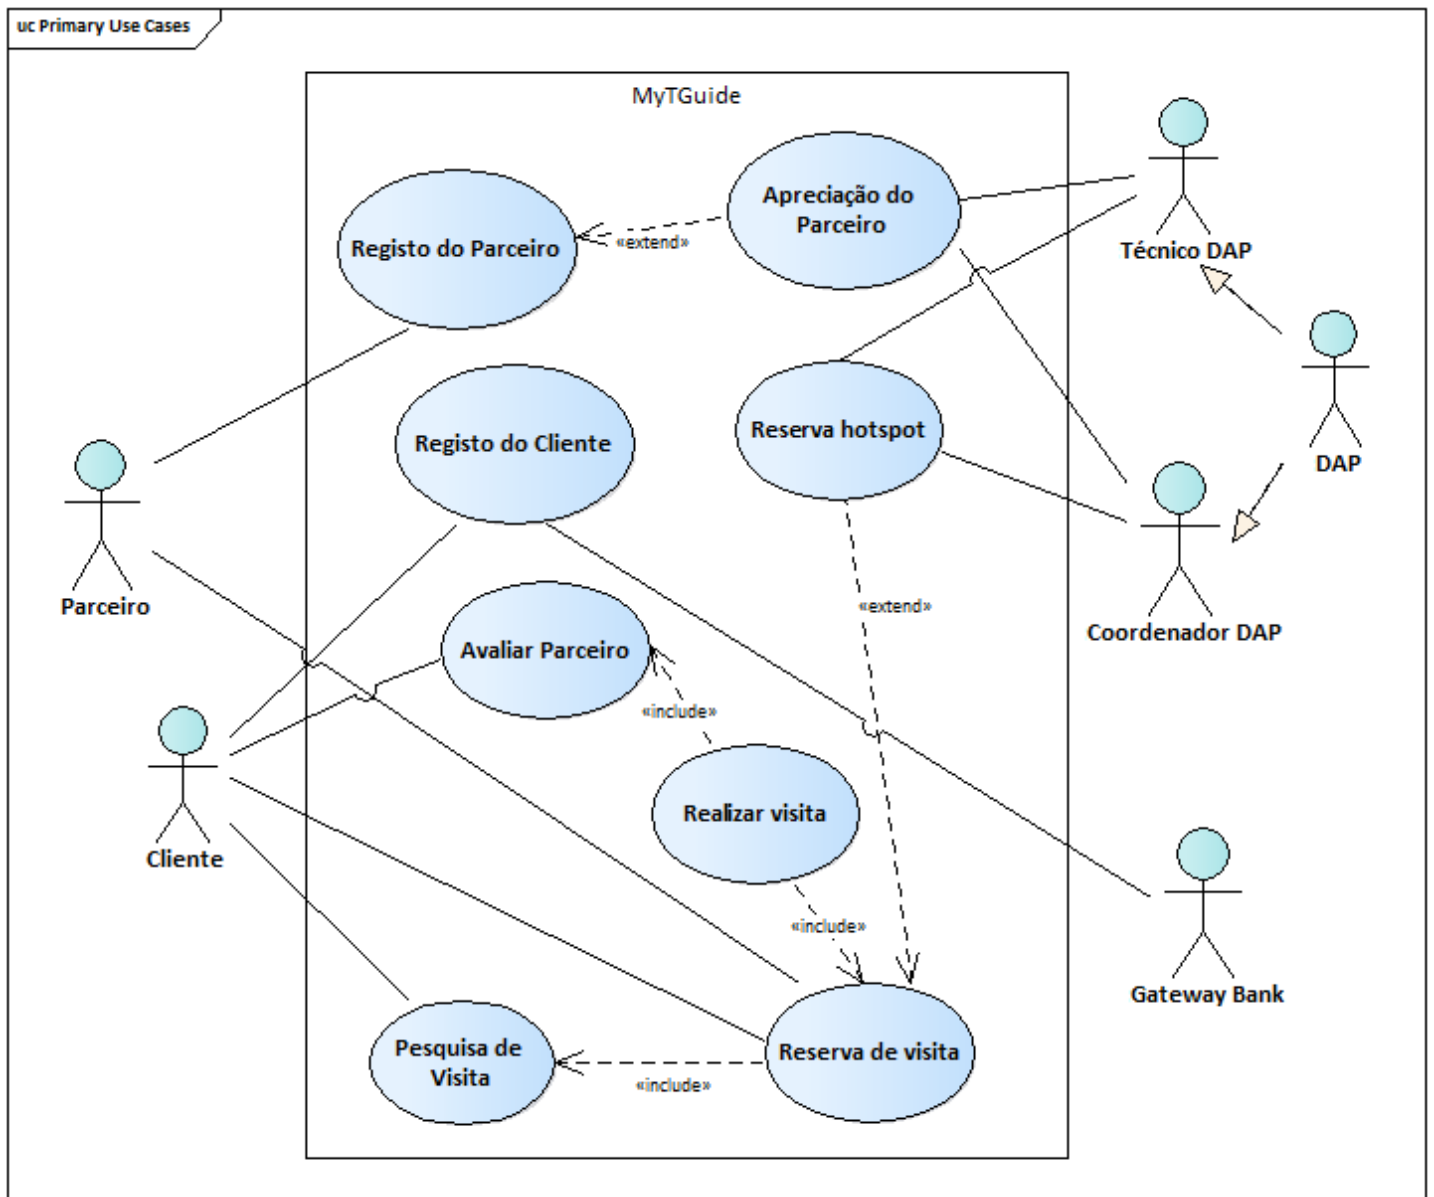 uc Primary Use Cases
MyTGuide
Apreciação do
Parceiro
Registo do Parceiro
«extend»
Técnico DAP
Registo do Cliente
Reserva hotspot
DAP
Parceiro
«extend»
Coordenador DAP
Avaliar Parceiro
«include»
Realizar visita
Cliente
«include»
Gateway Bank
Pesquisa de
Visita
Reserva de visita
«include»